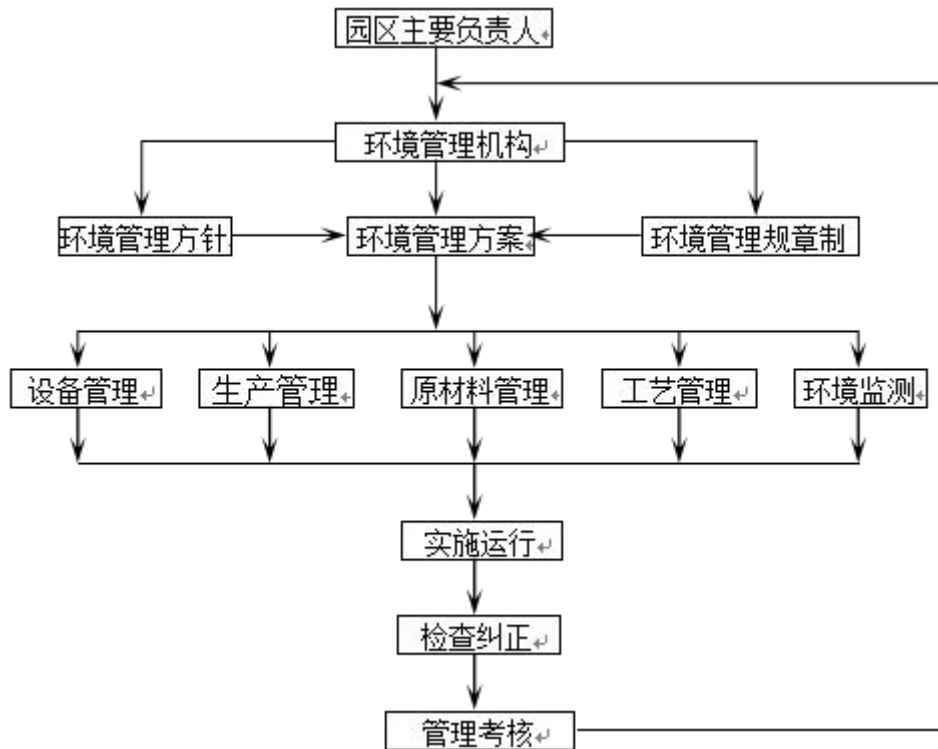 园区主要负责人
环境管理机构
环境管理方针
环境管理方案
环境管理规章制
设备管理
生产管理
原材料管理
工艺管理
环境监测
实施运行
检查纠正
管理考核